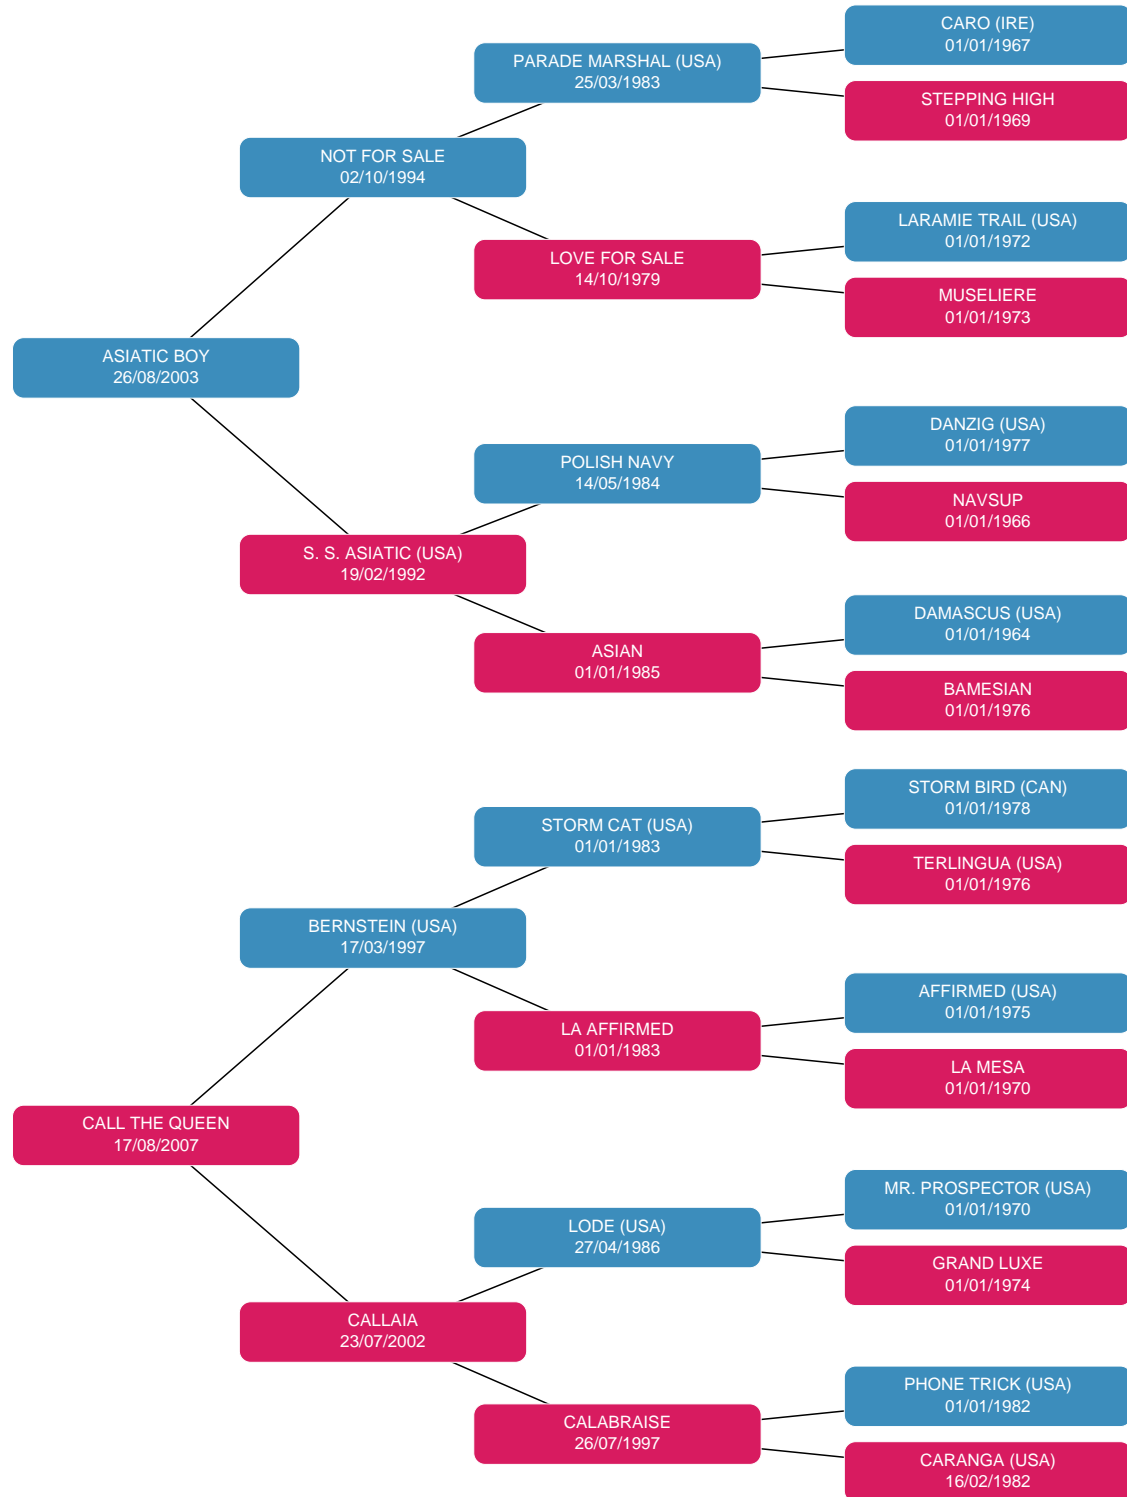 CARO (IRE)
01/01/1967
PARADE MARSHAL (USA)
25/03/1983
STEPPING HIGH
01/01/1969
NOT FOR SALE
02/10/1994
LARAMIE TRAIL (USA)
01/01/1972
LOVE FOR SALE
14/10/1979
MUSELIERE
01/01/1973
ASIATIC BOY
26/08/2003
DANZIG (USA)
01/01/1977
POLISH NAVY
14/05/1984
NAVSUP
01/01/1966
S. S. ASIATIC (USA)
19/02/1992
DAMASCUS (USA)
01/01/1964
ASIAN
01/01/1985
BAMESIAN
01/01/1976
STORM BIRD (CAN)
01/01/1978
STORM CAT (USA)
01/01/1983
TERLINGUA (USA)
01/01/1976
BERNSTEIN (USA)
17/03/1997
AFFIRMED (USA)
01/01/1975
LA AFFIRMED
01/01/1983
LA MESA
01/01/1970
CALL THE QUEEN
17/08/2007
MR. PROSPECTOR (USA)
01/01/1970
LODE (USA)
27/04/1986
GRAND LUXE
01/01/1974
CALLAIA
23/07/2002
PHONE TRICK (USA)
01/01/1982
CALABRAISE
26/07/1997
CARANGA (USA)
16/02/1982